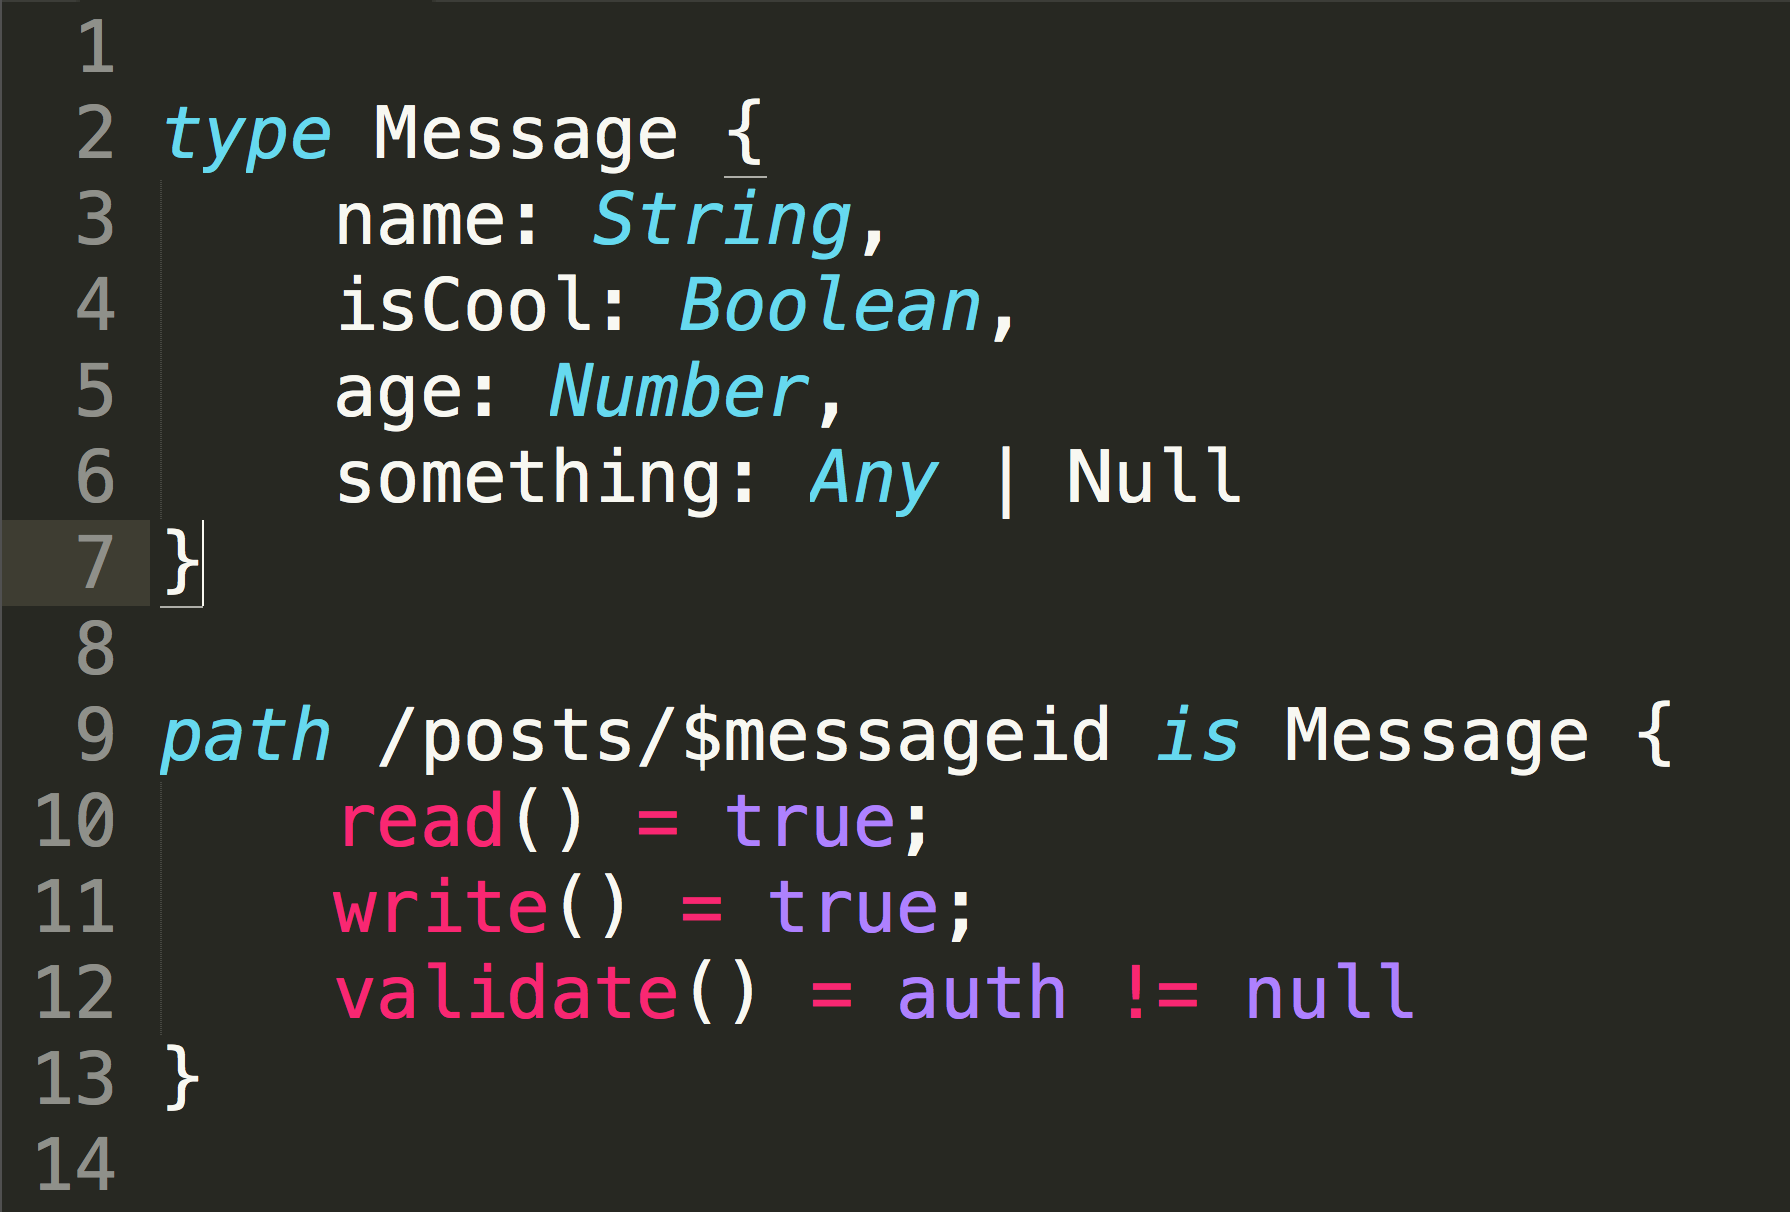 1
2 type Message {
3     name: String,
4     isCool: Boolean,
5     age: Number,
6     something: Any | Null
7 }
8
9 path /posts/$messageid is Message {
10     read() = true;
11     write() = true;
12     validate() = auth != null
13 }
14